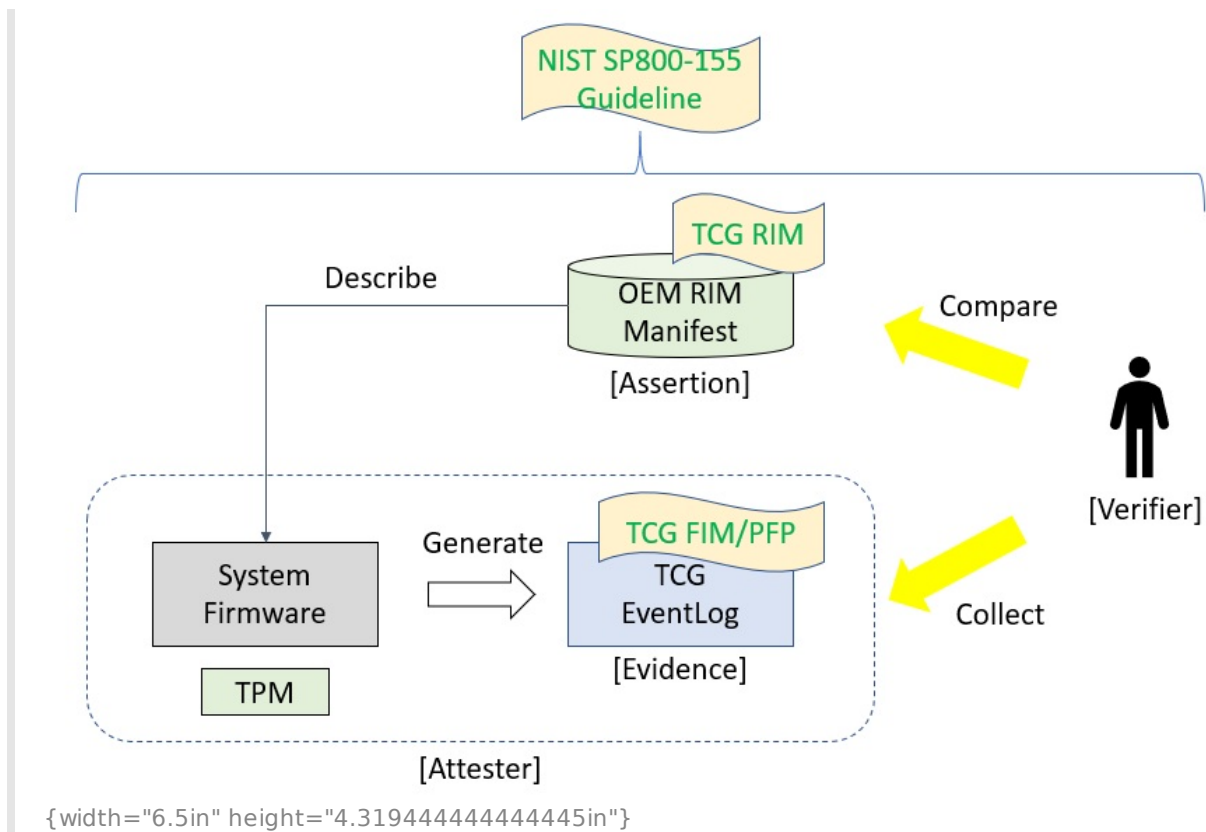 NIST SP800-155
Guideline
TCG RIM
Describe
OEM RIM
Manifest
[Assertion]
Compare
[Verifier]
TCG FIM/PFP
Generate
System
Firmware
TCG
EventLog
Collect
[Evidence]
TPM
[Attester]
{width="6.5in" height="4.319444444444445in"}